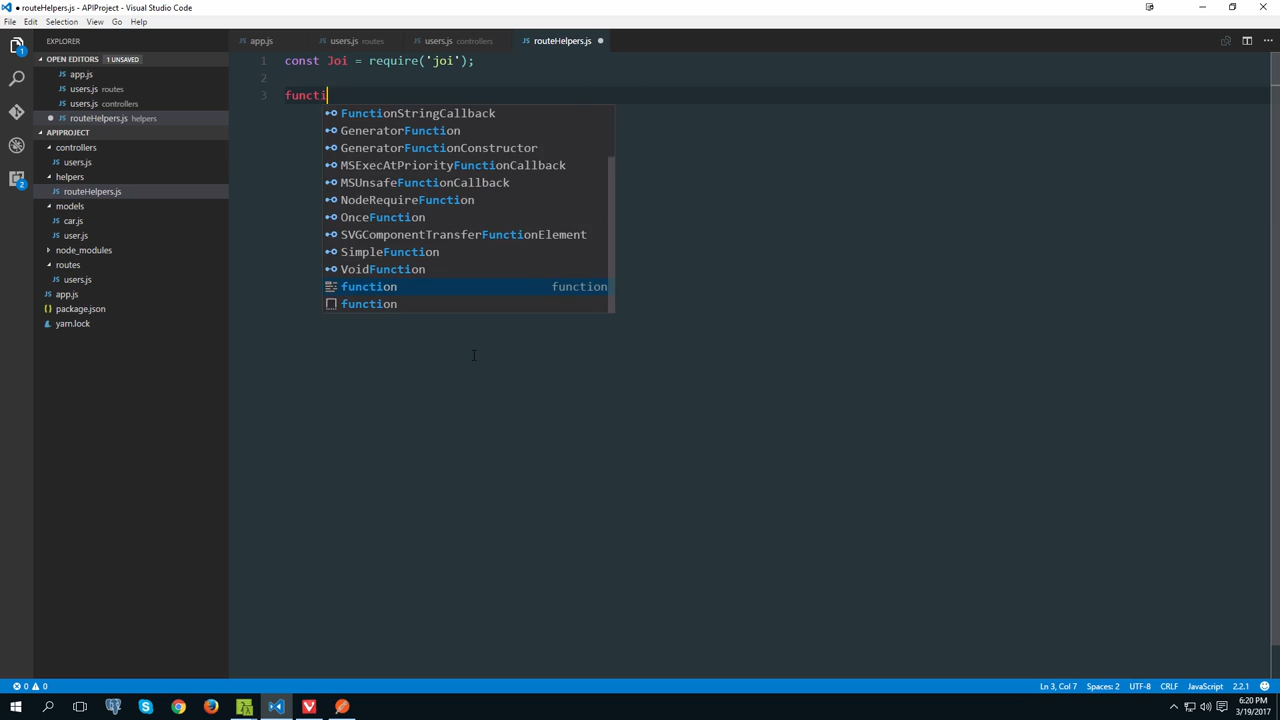 routeHelpers.js - APIProject - Visual Studio Code
File Edit Selection View Go Help
EXPLORER
app.js
users.js routes
users.js controllers
routeHelpers.js
OPEN EDITORS 1 UNSAVED
app.js
users.js routes
users.js controllers
routeHelpers.js helpers
APIPROJECT
controllers
users.js
helpers
routeHelpers.js
models
car.js
user.js
node_modules
routes
users.js
app.js
package.json
yarn.lock
1
2
1 const Joi = require('joi');
2
3 functi
FunctionStringCallback
GeneratorFunction
GeneratorFunctionConstructor
MSExecAtPriorityFunctionCallback
MSUnsafeFunctionCallback
NodeRequireFunction
OnceFunction
SVGComponentTransferFunctionElement
SimpleFunction
VoidFunction
function function
function
0 0
Ln 3, Col 7 Spaces: 2 UTF-8 CRLF JavaScript 2.2.1
6:20 PM
3/19/2017